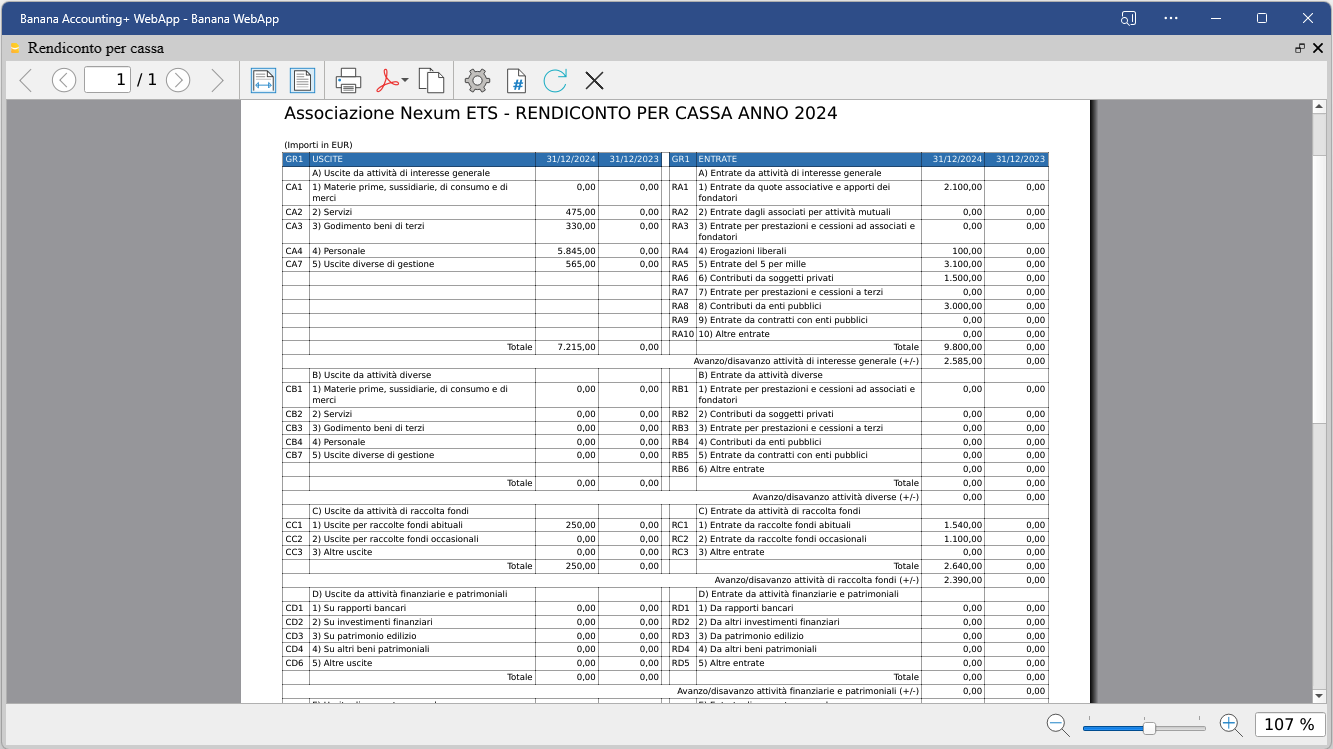 Banana Accounting+ WebApp - Banana WebApp
Rendiconto per cassa
1 / 1
Associazione Nexum ETS - RENDICONTO PER CASSA ANNO 2024
(Importi in EUR)
GR1 USCITE 31/12/2024 31/12/2023 GR1 ENTRATE 31/12/2024 31/12/2023
A) Uscite da attività di interesse generale A) Entrate da attività di interesse generale
CA1 1) Materie prime, sussidiarie, di consumo e di 0,00 0,00 RA1 1) Entrate da quote associative e apporti dei 2.100,00 0,00
merci fondatori
CA2 2) Servizi 475,00 0,00 RA2 2) Entrate dagli associati per attività mutuali 0,00 0,00
CA3 3) Godimento beni di terzi 330,00 0,00 RA3 3) Entrate per prestazioni e cessioni ad associati e 0,00 0,00
fondatori
CA4 4) Personale 5.845,00 0,00 RA4 4) Erogazioni liberali 100,00 0,00
CA7 5) Uscite diverse di gestione 565,00 0,00 RA5 5) Entrate del 5 per mille 3.100,00 0,00
RA6 6) Contributi da soggetti privati 1.500,00 0,00
RA7 7) Entrate per prestazioni e cessioni a terzi 0,00 0,00
RA8 8) Contributi da enti pubblici 3.000,00 0,00
RA9 9) Entrate da contratti con enti pubblici 0,00 0,00
RA10 10) Altre entrate 0,00 0,00
Totale 7.215,00 0,00 Totale 9.800,00 0,00
Avanzo/disavanzo attività di interesse generale (+/-) 2.585,00 0,00
B) Uscite da attività diverse B) Entrate da attività diverse
CB1 1) Materie prime, sussidiarie, di consumo e di 0,00 0,00 RB1 1) Entrate per prestazioni e cessioni ad associati e 0,00 0,00
merci fondatori
CB2 2) Servizi 0,00 0,00 RB2 2) Contributi da soggetti privati 0,00 0,00
CB3 3) Godimento beni di terzi 0,00 0,00 RB3 3) Entrate per prestazioni e cessioni a terzi 0,00 0,00
CB4 4) Personale 0,00 0,00 RB4 4) Contributi da enti pubblici 0,00 0,00
CB7 5) Uscite diverse di gestione 0,00 0,00 RB5 5) Entrate da contratti con enti pubblici 0,00 0,00
RB6 6) Altre entrate 0,00 0,00
Totale 0,00 0,00 Totale 0,00 0,00
Avanzo/disavanzo attività diverse (+/-) 0,00 0,00
C) Uscite da attività di raccolta fondi C) Entrate da attività di raccolta fondi
CC1 1) Uscite per raccolte fondi abituali 250,00 0,00 RC1 1) Entrate da raccolte fondi abituali 1.540,00 0,00
CC2 2) Uscite per raccolte fondi occasionali 0,00 0,00 RC2 2) Entrate da raccolte fondi occasionali 1.100,00 0,00
CC3 3) Altre uscite 0,00 0,00 RC3 3) Altre entrate 0,00 0,00
Totale 250,00 0,00 Totale 2.640,00 0,00
Avanzo/disavanzo attività di raccolta fondi (+/-) 2.390,00 0,00
D) Uscite da attività finanziarie e patrimoniali D) Entrate da attività finanziarie e patrimoniali
CD1 1) Su rapporti bancari 0,00 0,00 RD1 1) Da rapporti bancari 0,00 0,00
CD2 2) Su investimenti finanziari 0,00 0,00 RD2 2) Da altri investimenti finanziari 0,00 0,00
CD3 3) Su patrimonio edilizio 0,00 0,00 RD3 3) Da patrimonio edilizio 0,00 0,00
CD4 4) Su altri beni patrimoniali 0,00 0,00 RD4 4) Da altri beni patrimoniali 0,00 0,00
CD6 5) Altre uscite 0,00 0,00 RD5 5) Altre entrate 0,00 0,00
Totale 0,00 0,00 Totale 0,00 0,00
Avanzo/disavanzo attività finanziarie e patrimoniali (+/-) 0,00 0,00
107 %